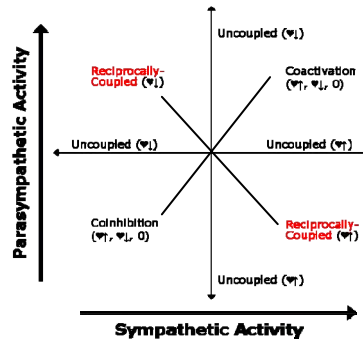 Uncoupled (♥↓)
Reciprocally-
Coupled (♥↓)
Coactivation
(♥↑, ♥↓, 0)
Uncoupled (♥↓)
Uncoupled (♥↑)
Coinhibition
(♥↑, ♥↓, 0)
Reciprocally-
Coupled (♥↑)
Uncoupled (♥↑)
Parasympathetic Activity
Sympathetic Activity